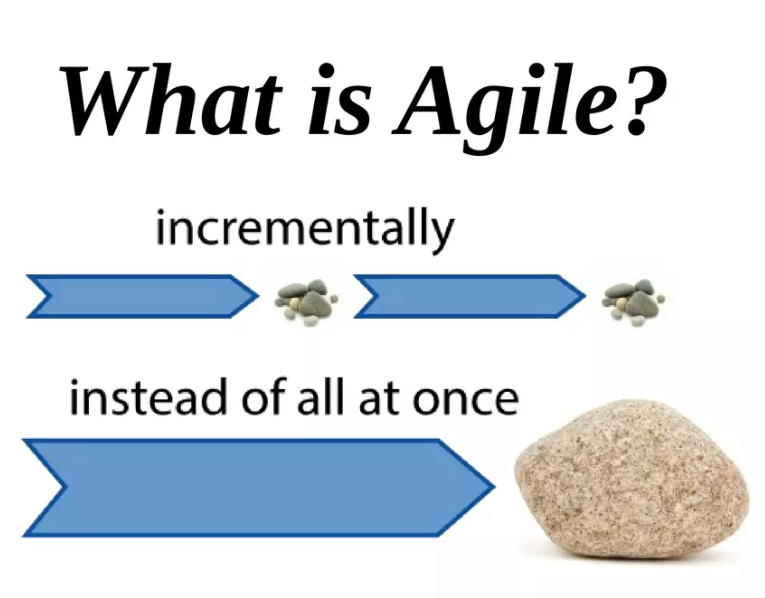 What is Agile?
incrementally
instead of all at once